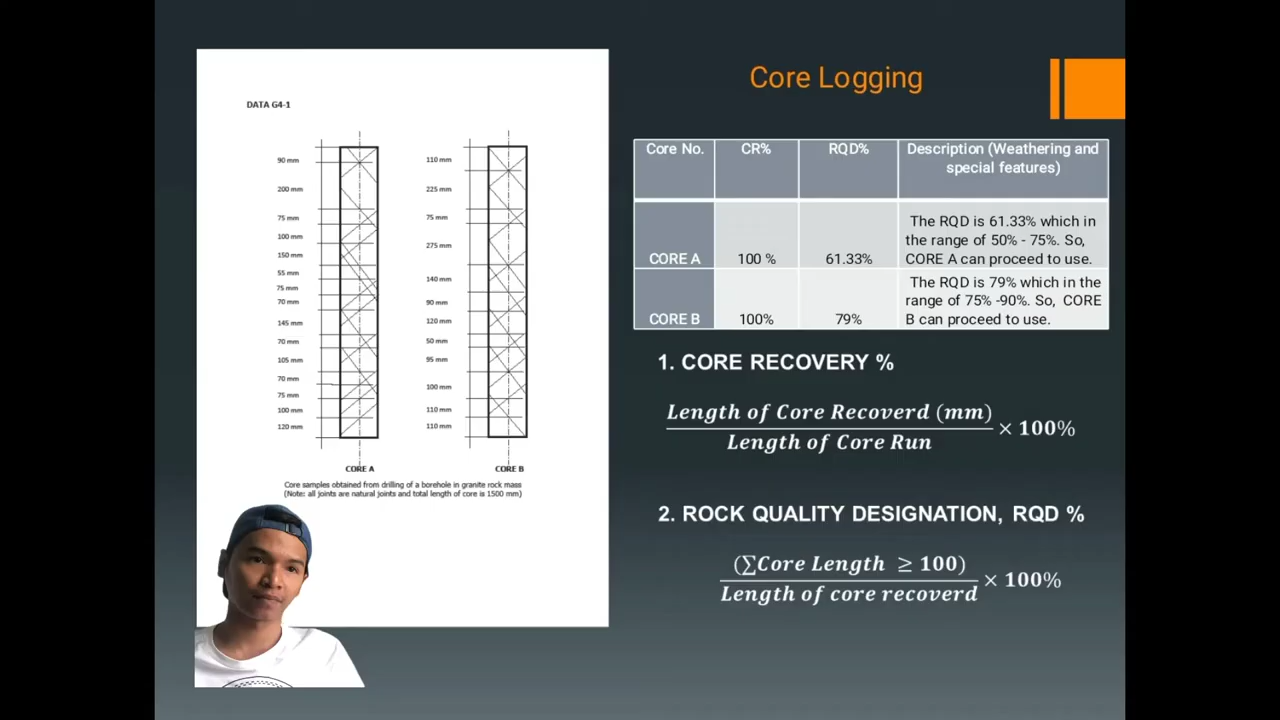 DATA G4-1
90 mm
200 mm
75 mm
100 mm
150 mm
55 mm
75 mm
70 mm
145 mm
70 mm
105 mm
70 mm
75 mm
100 mm
120 mm
CORE A
110 mm
225 mm
75 mm
275 mm
140 mm
90 mm
120 mm
50 mm
95 mm
100 mm
110 mm
110 mm
CORE B
Core samples obtained from drilling of a borehole in granite rock mass
(Note: all joints are natural joints and total length of core is 1500 mm)
Core Logging
Core No. CR% RQD% Description (Weathering and
special features)
The RQD is 61.33% which in
the range of 50% - 75%. So,
CORE A 100 % 61.33% CORE A can proceed to use.
The RQD is 79% which in the
range of 75% -90%. So, CORE
CORE B 100% 79% B can proceed to use.
1. CORE RECOVERY %
Length of Core Recoverd (mm)
Length of Core Run
× 100%
2. ROCK QUALITY DESIGNATION, RQD %
(∑Core Length ≥ 100)
Length of core recoverd
× 100%